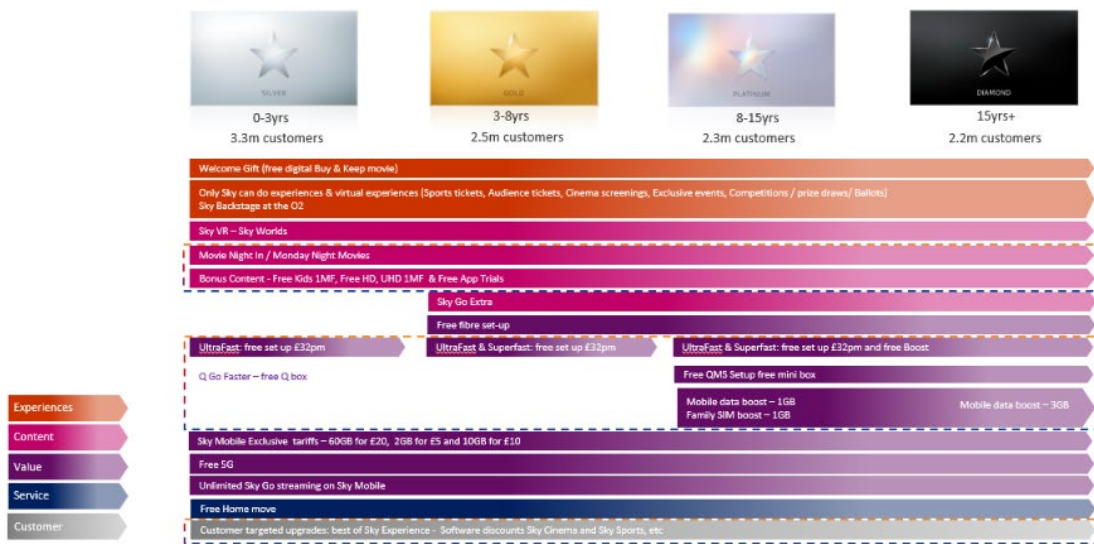 SILVER
GOLD
PLATINUM
DIAMOND
0-3yrs
3-8yrs
8-15yrs
15yrs+
3.3m customers
2.5m customers
2.3m customers
2.2m customers
Welcome Gift (free digital Buy & Keep movie)
Only Sky can do experiences & virtual experiences (Sports tickets, Audience tickets, Cinema screenings, Exclusive events, Competitions / prize draws/ Ballots)
Sky Backstage at the O2
Sky VR – Sky Worlds
Movie Night In / Monday Night Movies
Bonus Content - Free Kids 1MF, Free HD, UHD 1MF & Free App Trials
Sky Go Extra
Free fibre set-up
UltraFast: free set up £32pm
UltraFast & Superfast: free set up £32pm
UltraFast & Superfast: free set up £32pm and free Boost
Q Go Faster – free Q box
Free QMS Setup free mini box
Mobile data boost – 1GB
Family SIM boost – 1GB
Mobile data boost – 3GB
Experiences
Content
Value
Service
Customer
Sky Mobile Exclusive tariffs – 60GB for £20, 2GB for £5 and 10GB for £10
Free 5G
Unlimited Sky Go streaming on Sky Mobile
Free Home move
Customer targeted upgrades: best of Sky Experience - Software discounts Sky Cinema and Sky Sports, etc